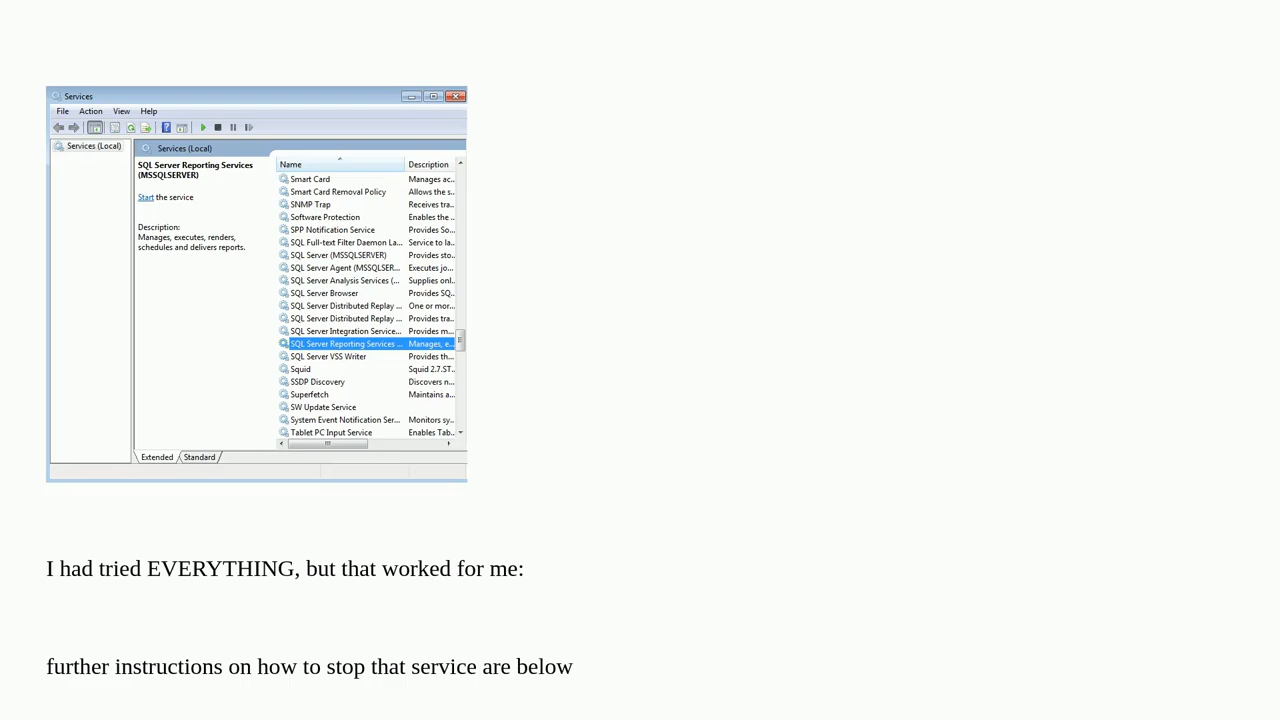 Services
File Action View Help
Services (Local)
Services (Local)
SQL Server Reporting Services
(MSSQLSERVER)
Start the service
Description:
Manages, executes, renders,
schedules and delivers reports.
Name Description
Smart Card Manages ac...
Smart Card Removal Policy Allows the s...
SNMP Trap Receives tra...
Software Protection Enables the ...
SPP Notification Service Provides So...
SQL Full-text Filter Daemon La... Service to la...
SQL Server (MSSQLSERVER) Provides sto...
SQL Server Agent (MSSQLSER... Executes jo...
SQL Server Analysis Services (... Supplies onl...
SQL Server Browser Provides SQ...
SQL Server Distributed Replay ... One or mor...
SQL Server Distributed Replay ... Provides tra...
SQL Server Integration Service... Provides m...
SQL Server Reporting Services ... Manages, e...
SQL Server VSS Writer Provides th...
Squid Squid 2.7.ST...
SSDP Discovery Discovers n...
Superfetch Maintains a...
SW Update Service
System Event Notification Ser... Monitors sy...
Tablet PC Input Service Enables Tab...
Extended Standard
I had tried EVERYTHING, but that worked for me:
further instructions on how to stop that service are below